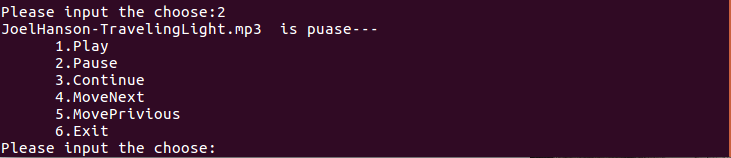 Please input the choose:2
JoelHanson-TravelingLight.mp3  is puase---
1.Play
2.Pause
3.Continue
4.MoveNext
5.MovePrivious
6.Exit
Please input the choose: